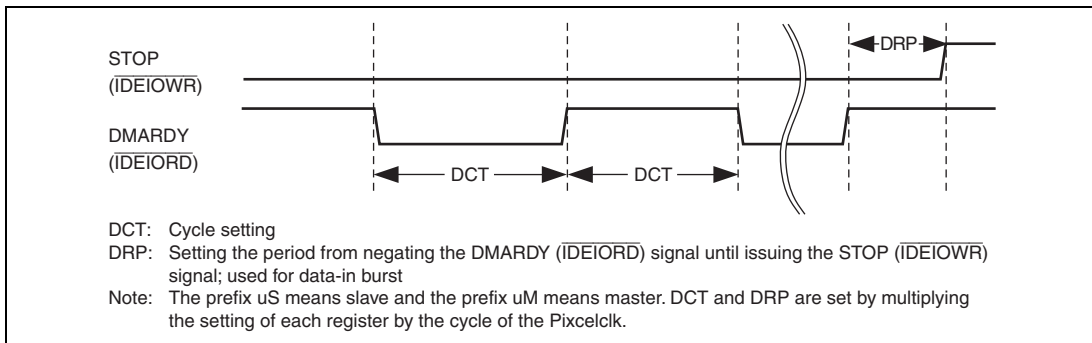 STOP
(IDEIOWR)
DRP
DMARDY
(IDEIORD)
DCT
DCT
DCT: Cycle setting
DRP: Setting the period from negating the DMARDY (IDEIORD) signal until issuing the STOP (IDEIOWR)
signal; used for data-in burst
Note: The prefix uS means slave and the prefix uM means master. DCT and DRP are set by multiplying
the setting of each register by the cycle of the Pixcelclk.